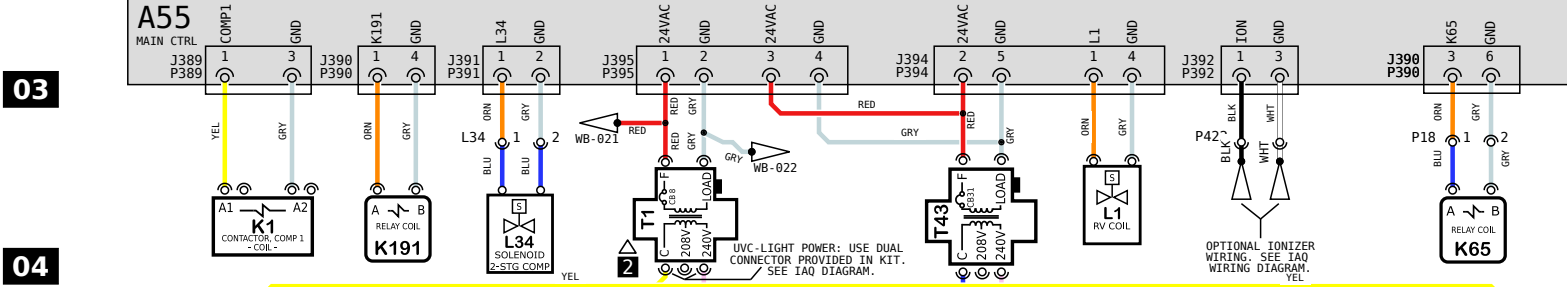 A55
MAIN CTRL
COMP1 GND K191 GND L34 GND 24VAC GND 24VAC GND 24VAC GND L1 GND ION GND K65 GND
J389 1 3 J390 1 4 J391 1 2 J395 1 2 3 4 J394 2 5 1 4 J392 1 3 J390 3 6
P389 P390 P391 P395 P394 P392 P390
03
YEL GRY ORN GRY ORN GRY RED GRY RED RED GRY ORN GRY BLK WHT ORN GRY
WB-021 RED RED GRY GRY GRY
L34 1 2 P42 P18 1 2
BLU BLU GRY WB-022 BLK WHT BLU GRY
A1 A2
K1
CONTACTOR, COMP 1
- COIL -
A B
RELAY COIL
K191
S
L34
SOLENOID
2-STG COMP
T1 F CB8 LOAD C 208V 240V
2
UVC-LIGHT POWER: USE DUAL
CONNECTOR PROVIDED IN KIT.
SEE IAQ DIAGRAM.
T43 F CB31 LOAD C 208V 240V
S
L1
RV COIL
OPTIONAL IONIZER
WIRING. SEE IAQ
WIRING DIAGRAM.
A B
RELAY COIL
K65
04
YEL YEL